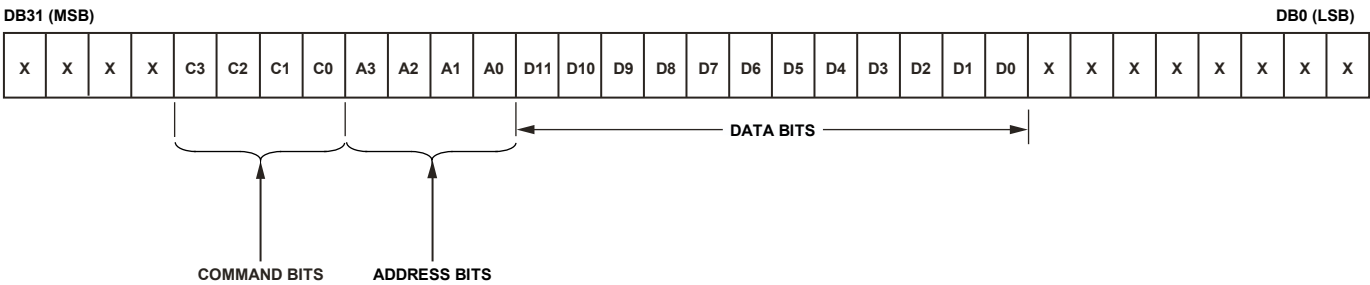 DB31 (MSB) DB0 (LSB)
X X X X C3 C2 C1 C0 A3 A2 A1 A0 D11 D10 D9 D8 D7 D6 D5 D4 D3 D2 D1 D0 X X X X X X X X
DATA BITS
COMMAND BITS ADDRESS BITS